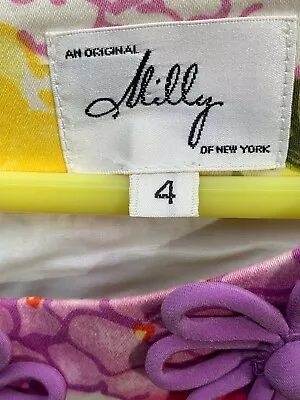 AN ORIGINAL
Milly
OF NEW YORK
4